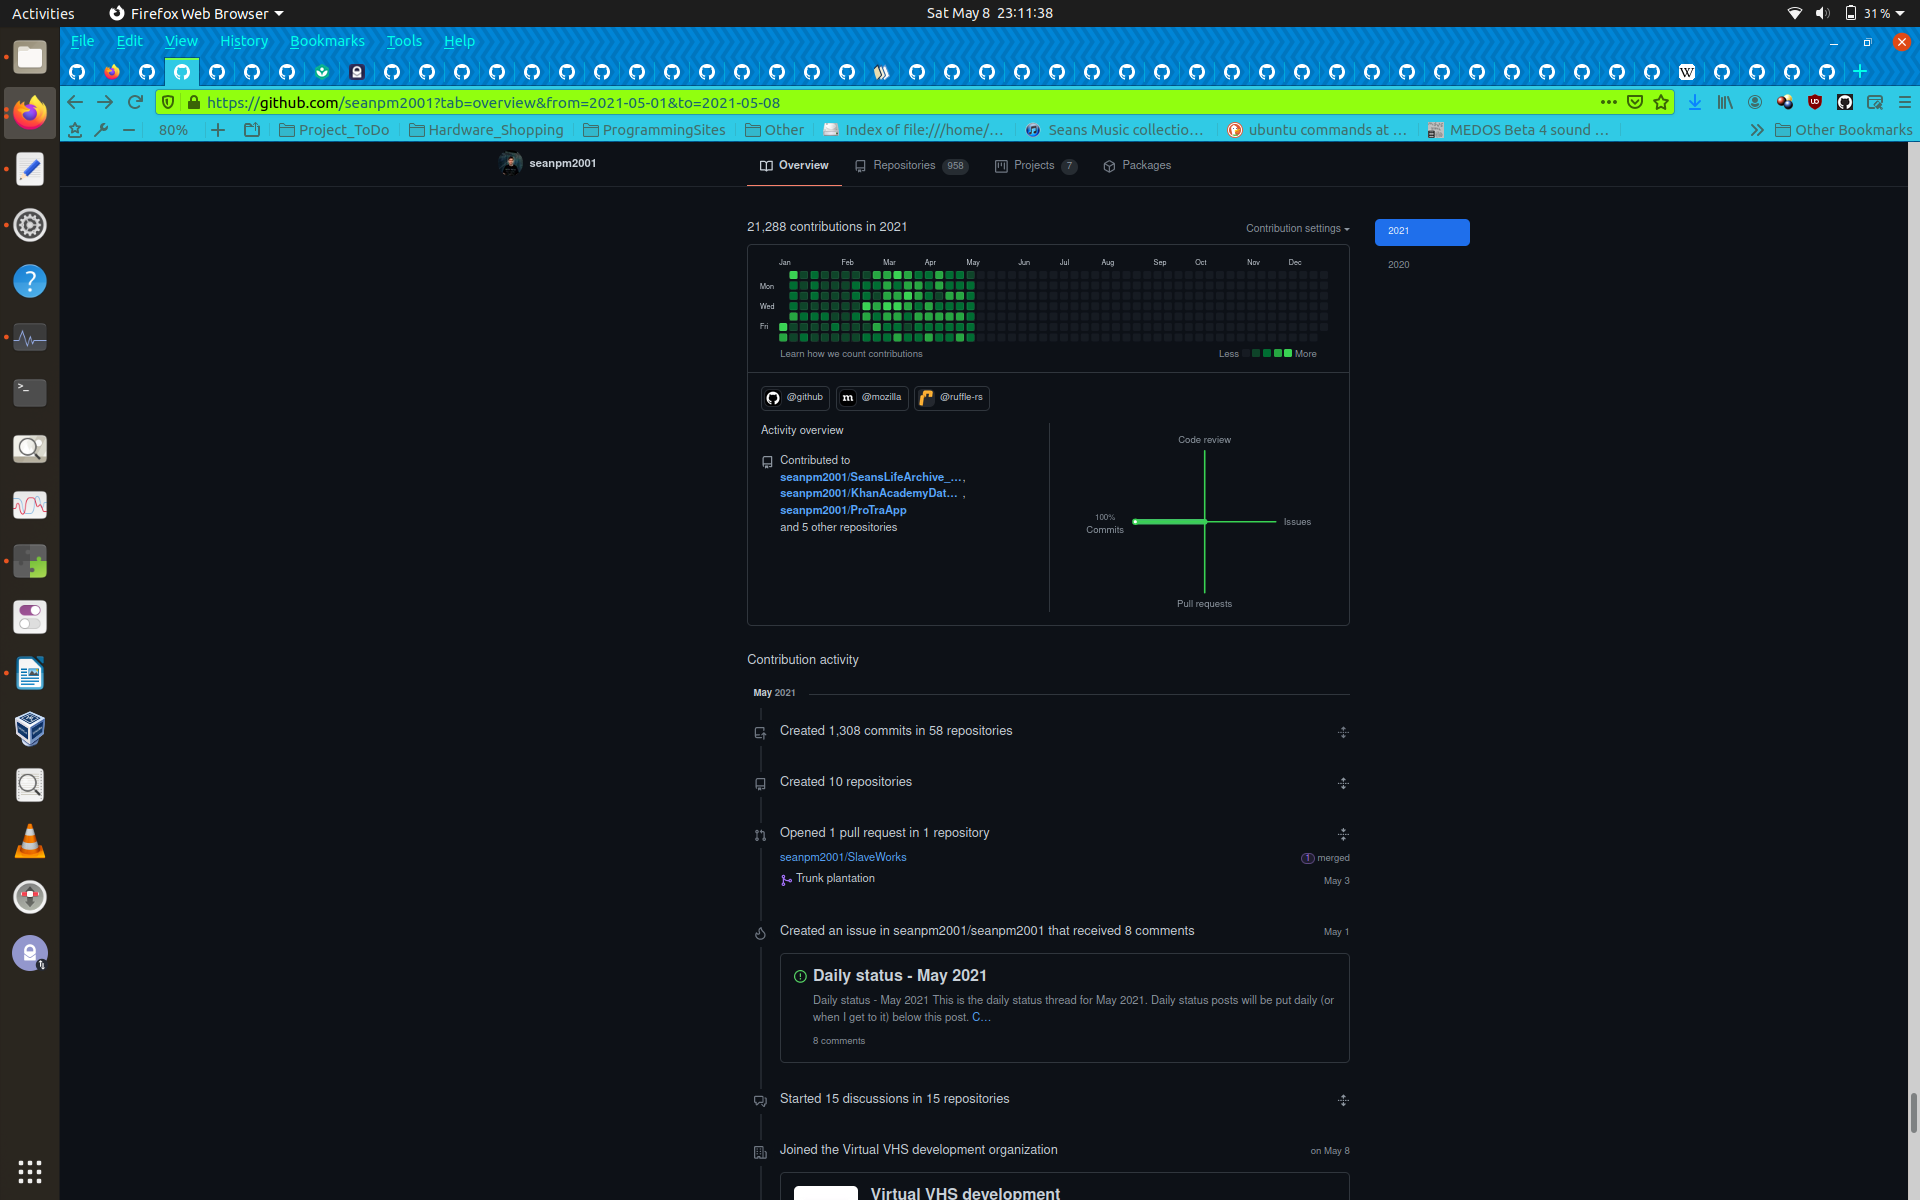 Activities
Firefox Web Browser
Sat May 8 23:11:38
31 %
File Edit View History Bookmarks Tools Help
W
https://github.com/seanpm2001?tab=overview&from=2021-05-01&to=2021-05-08
80%
Project_ToDo
Hardware_Shopping
ProgrammingSites
Other
Index of file:///home/...
Seans Music collectio...
ubuntu commands at ...
MEDOS Beta 4 sound ...
Other Bookmarks
seanpm2001
Overview
Repositories 958
Projects 7
Packages
21,288 contributions in 2021
Contribution settings
2021
2020
Jan Feb Mar Apr May Jun Jul Aug Sep Oct Nov Dec
Mon
Wed
Fri
Learn how we count contributions
Less More
@github
m @mozilla
@ruffle-rs
Activity overview
Contributed to
seanpm2001/SeansLifeArchive_...,
seanpm2001/KhanAcademyDat... ,
seanpm2001/ProTraApp
and 5 other repositories
Code review
100%
Commits
Issues
Pull requests
Contribution activity
May 2021
Created 1,308 commits in 58 repositories
Created 10 repositories
Opened 1 pull request in 1 repository
seanpm2001/SlaveWorks
1 merged
Trunk plantation
May 3
Created an issue in seanpm2001/seanpm2001 that received 8 comments
May 1
Daily status - May 2021
Daily status - May 2021 This is the daily status thread for May 2021. Daily status posts will be put daily (or
when I get to it) below this post. C...
8 comments
Started 15 discussions in 15 repositories
Joined the Virtual VHS development organization
on May 8
Virtual VHS development